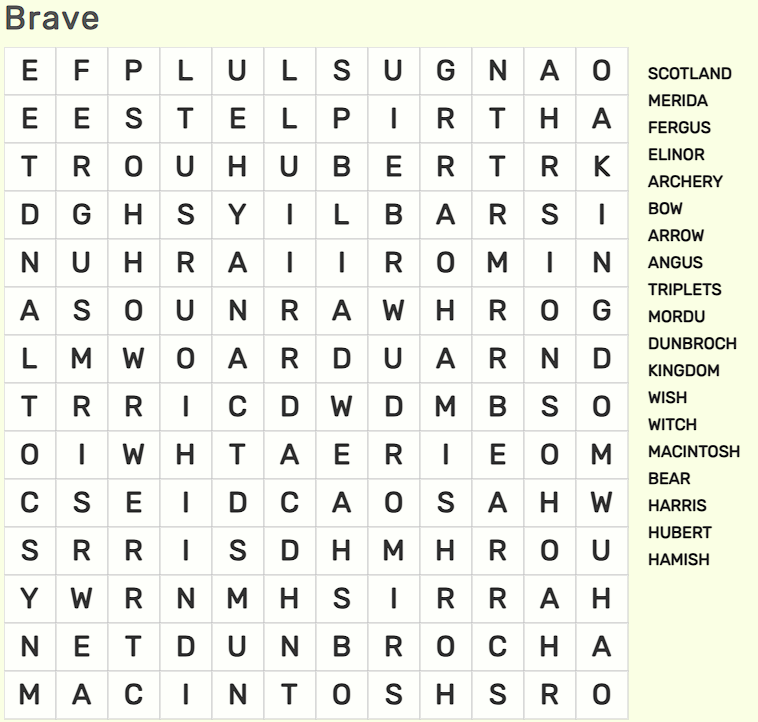 Brave
E F P L U L S U G N A O
E E S T E L P I R T H A
T R O U H U B E R T R K
D G H S Y I L B A R S I
N U H R A I I R O M I N
A S O U N R A W H R O G
L M W O A R D U A R N D
T R R I C D W D M B S O
O I W H T A E R I E O M
C S E I D C A O S A H W
S R R I S D H M H R O U
Y W R N M H S I R R A H
N E T D U N B R O C H A
M A C I N T O S H S R O
SCOTLAND
MERIDA
FERGUS
ELINOR
ARCHERY
BOW
ARROW
ANGUS
TRIPLETS
MORDU
DUNBROCH
KINGDOM
WISH
WITCH
MACINTOSH
BEAR
HARRIS
HUBERT
HAMISH